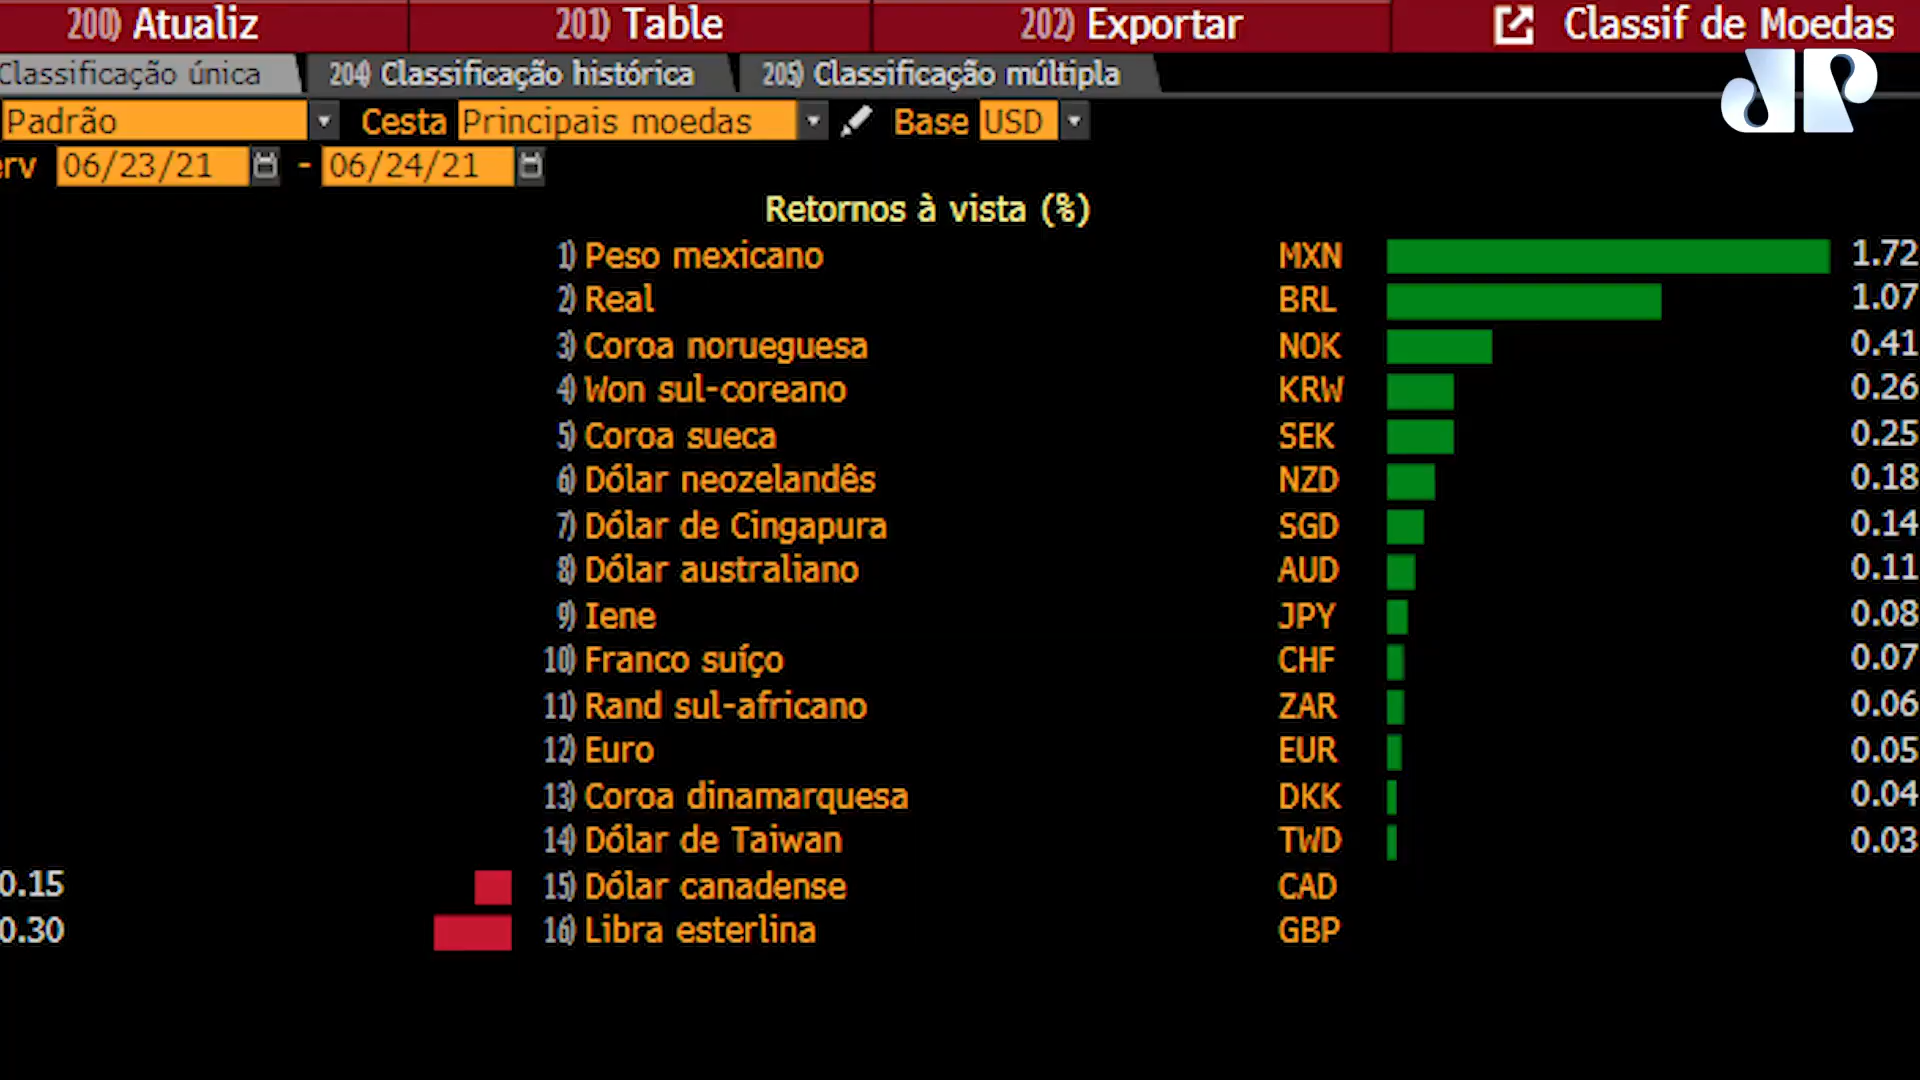 200) Atualiz 201) Table 202) Exportar Classif de Moedas
Classificação única 204) Classificação histórica 205) Classificação múltipla
JP
Padrão Cesta Principais moedas Base USD
erv 06/23/21 - 06/24/21
Retornos à vista (%)
1) Peso mexicano MXN 1.72
2) Real BRL 1.07
3) Coroa norueguesa NOK 0.41
4) Won sul-coreano KRW 0.26
5) Coroa sueca SEK 0.25
6) Dólar neozelandês NZD 0.18
7) Dólar de Cingapura SGD 0.14
8) Dólar australiano AUD 0.11
9) Iene JPY 0.08
10) Franco suíço CHF 0.07
11) Rand sul-africano ZAR 0.06
12) Euro EUR 0.05
13) Coroa dinamarquesa DKK 0.04
14) Dólar de Taiwan TWD 0.03
0.15 15) Dólar canadense CAD
0.30 16) Libra esterlina GBP